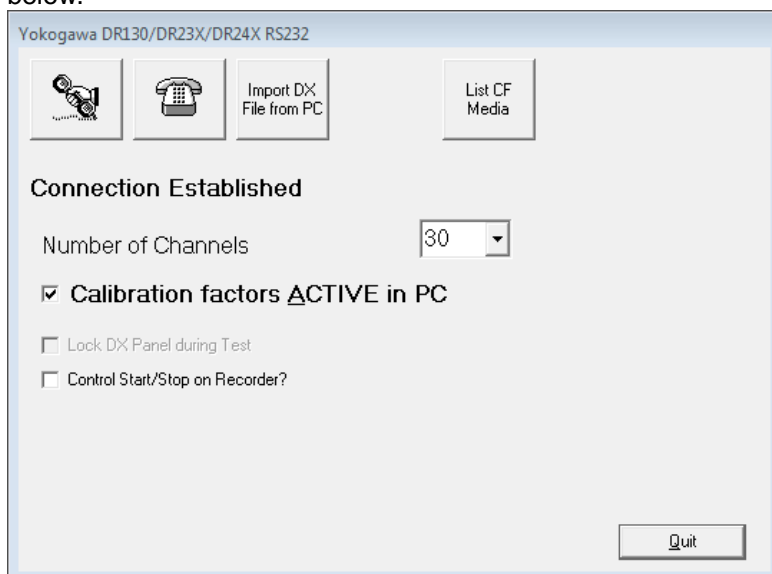 below.
Yokogawa DR130/DR23X/DR24X RS232
Import DX
File from PC
List CF
Media
Connection Established
Number of Channels
30
Calibration factors ACTIVE in PC
Lock DX Panel during Test
Control Start/Stop on Recorder?
Quit